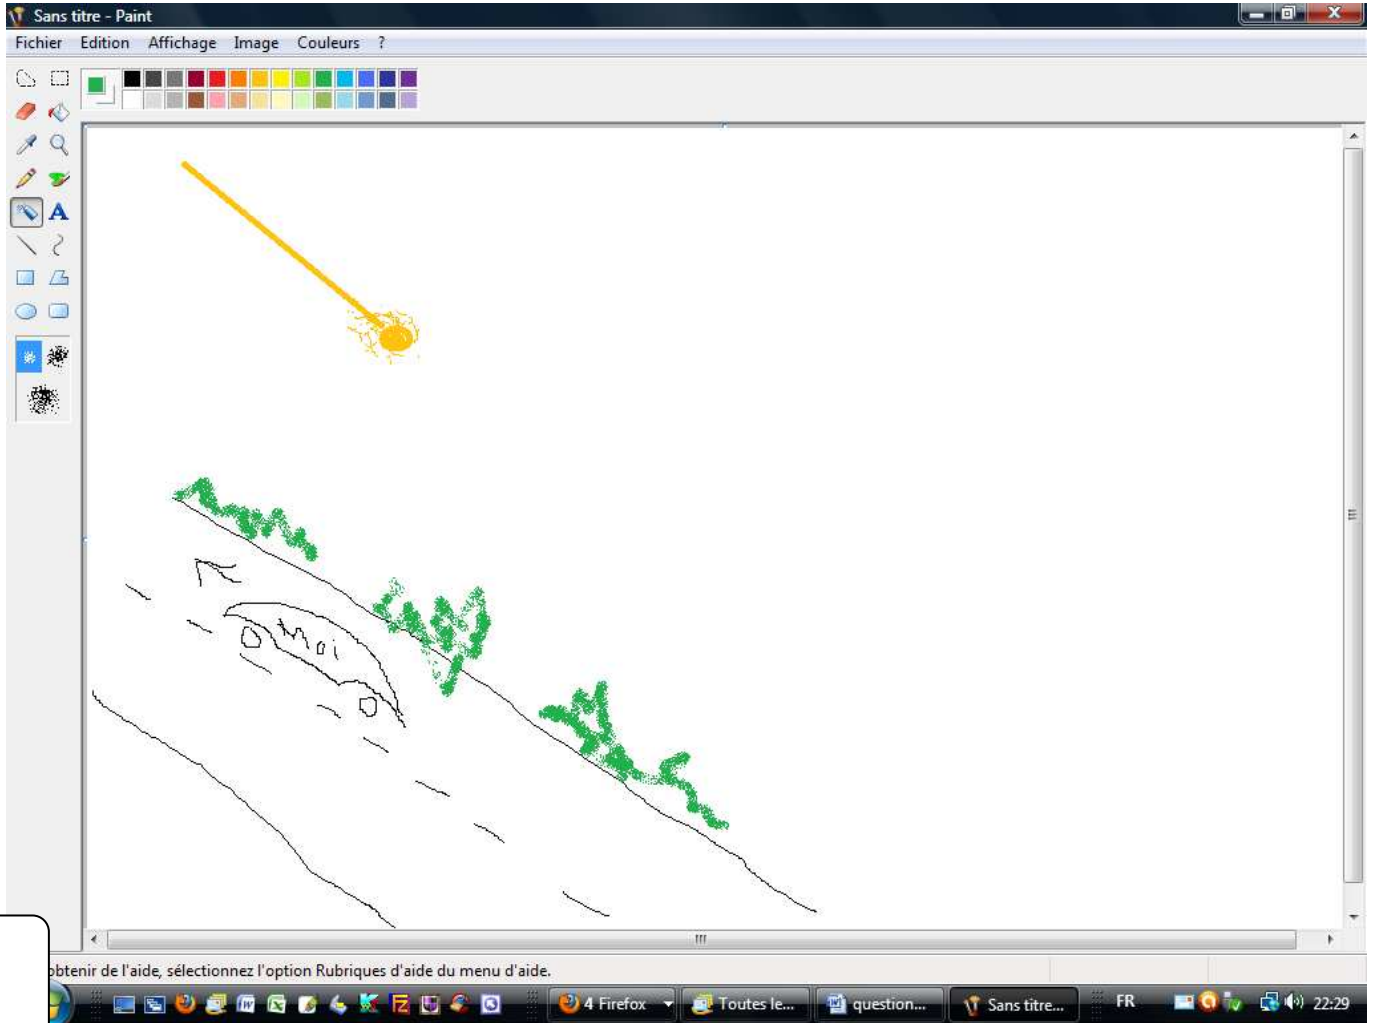 Sans titre - Paint
Fichier Edition Affichage Image Couleurs ?
A
Moi
obtenir de l'aide, sélectionnez l'option Rubriques d'aide du menu d'aide.
4 Firefox Toutes le... question... Sans titre... FR 22:29